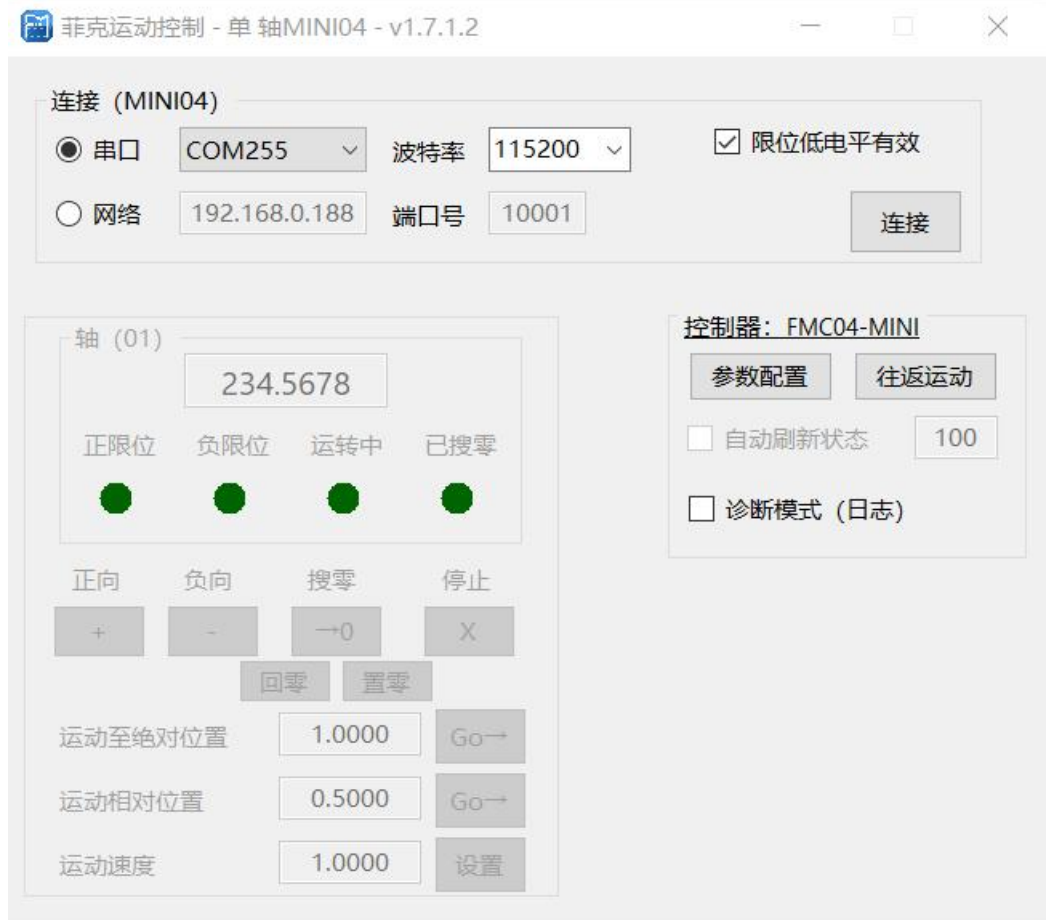 菲克运动控制 - 单 轴MINI04 - v1.7.1.2
连接 (MINI04)
串口 COM255 波特率 115200 限位低电平有效
网络 192.168.0.188 端口号 10001 连接
轴 (01)
234.5678
正限位 负限位 运转中 已搜零
正向 负向 搜零 停止
+ - →0 X
回零 置零
运动至绝对位置 1.0000 Go→
运动相对位置 0.5000 Go→
运动速度 1.0000 设置
控制器：FMC04-MINI
参数配置 往返运动
自动刷新状态 100
诊断模式 (日志)